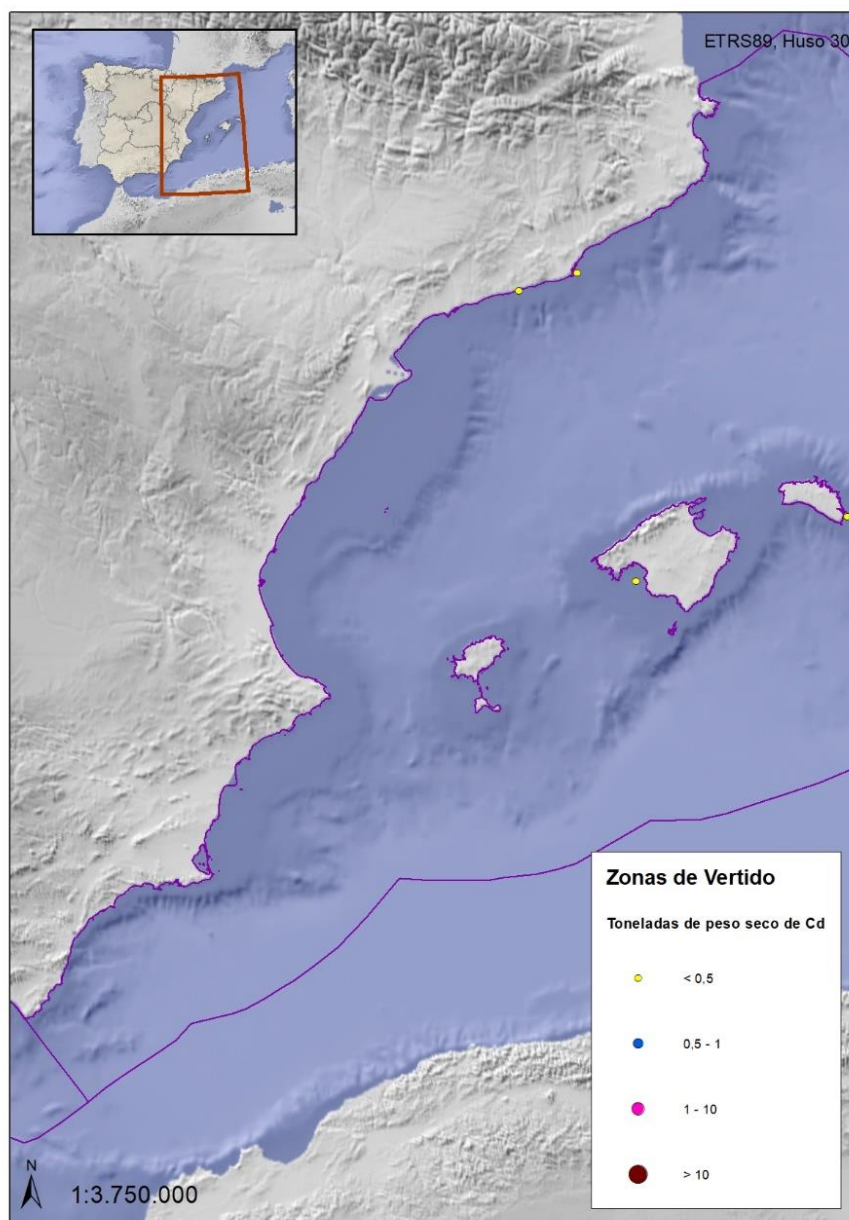 ETRS89, Huso 30
Zonas de Vertido
Toneladas de peso seco de Cd
< 0,5
0,5 - 1
1 - 10
> 10
N
1:3.750.000